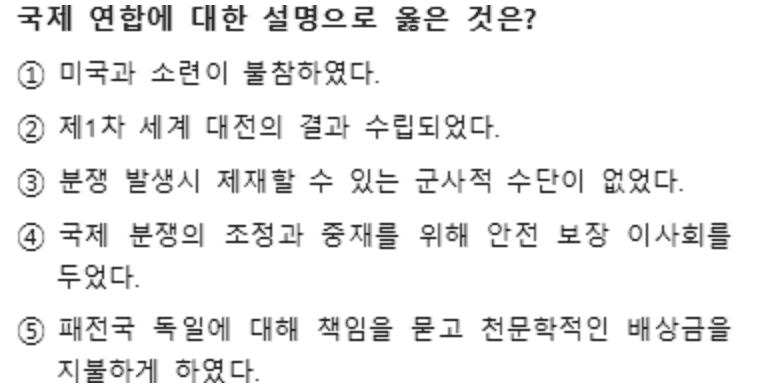 국제 연합에 대한 설명으로 옳은 것은?
① 미국과 소련이 불참하였다.
② 제1차 세계 대전의 결과 수립되었다.
③ 분쟁 발생시 제재할 수 있는 군사적 수단이 없었다.
④ 국제 분쟁의 조정과 중재를 위해 안전 보장 이사회를
두었다.
⑤ 패전국 독일에 대해 책임을 묻고 천문학적인 배상금을
지불하게 하였다.